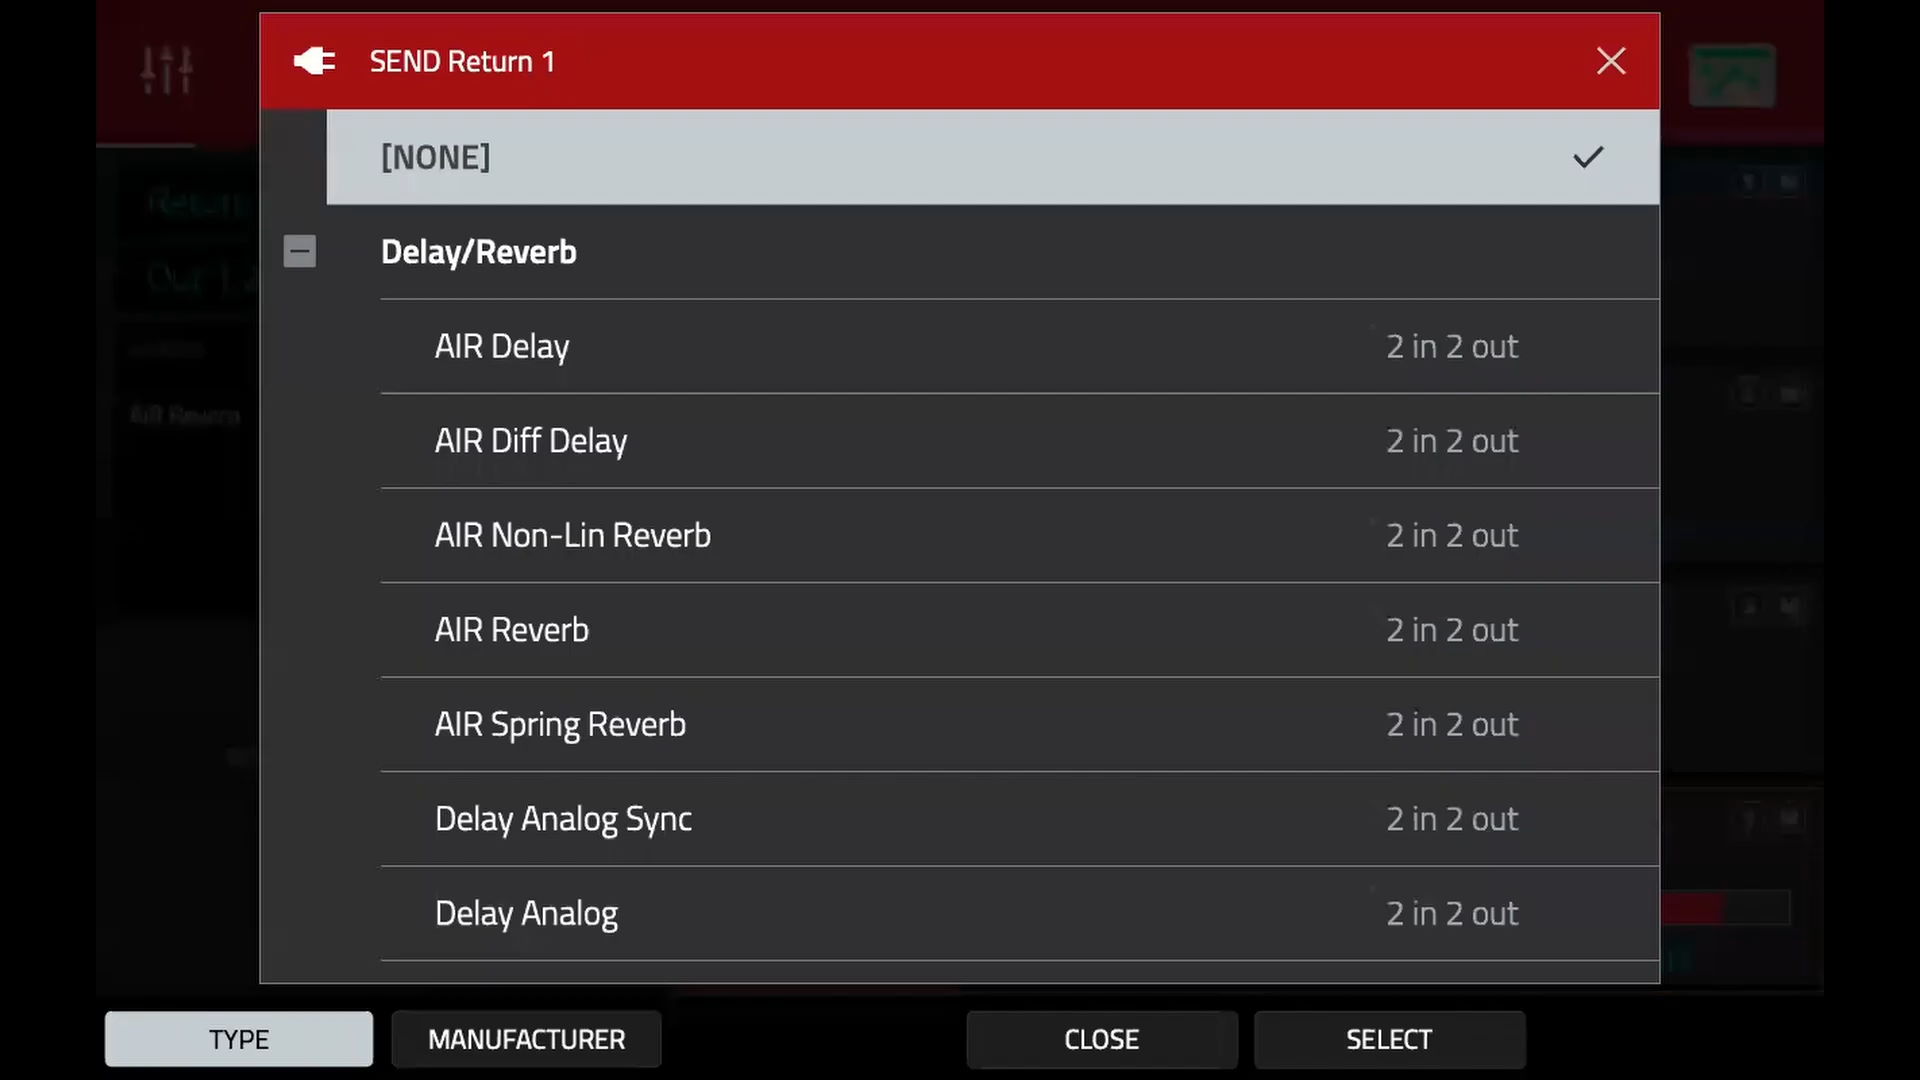 SEND Return 1
[NONE]
Delay/Reverb
AIR Delay 2 in 2 out
AIR Diff Delay 2 in 2 out
AIR Non-Lin Reverb 2 in 2 out
AIR Reverb 2 in 2 out
AIR Spring Reverb 2 in 2 out
Delay Analog Sync 2 in 2 out
Delay Analog 2 in 2 out
Return
AIR Reverb
TYPE MANUFACTURER CLOSE SELECT